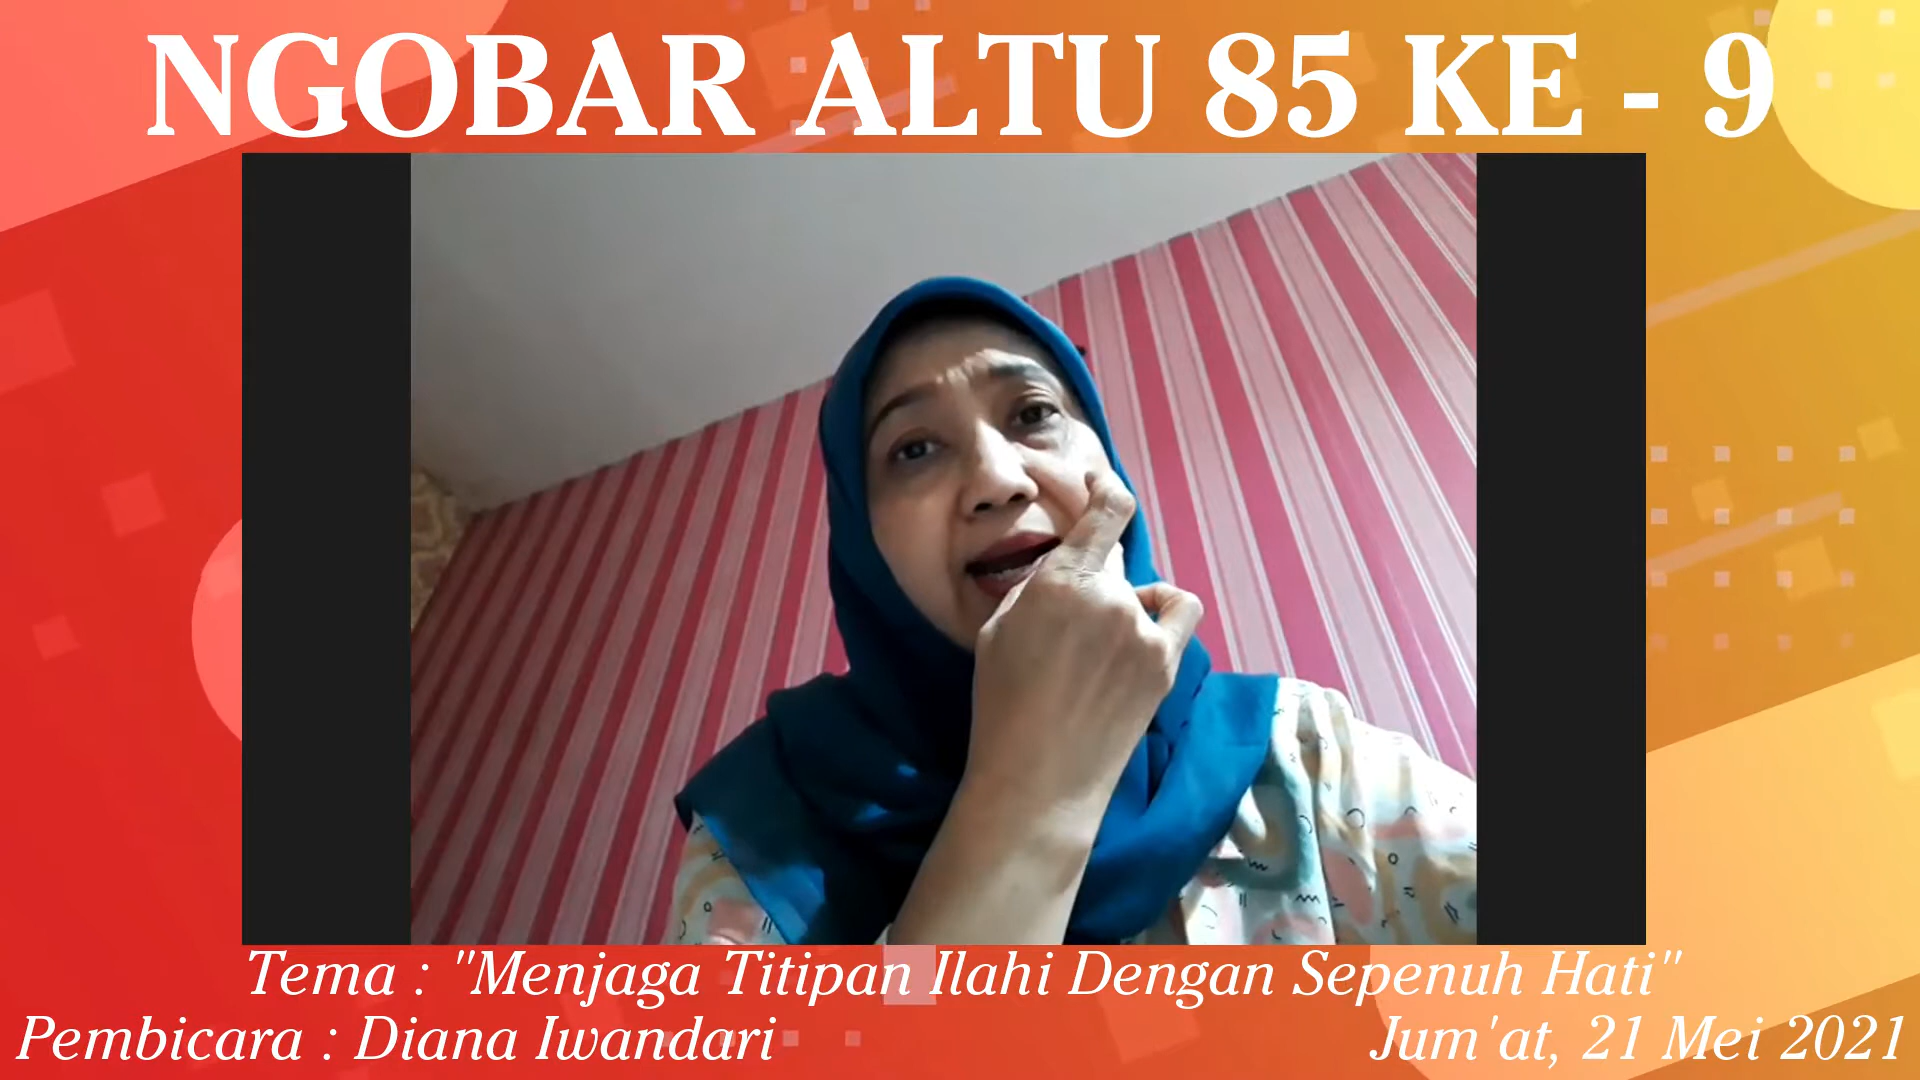 NGOBAR ALTU 85 KE - 9
Tema : "Menjaga Titipan Ilahi Dengan Sepenuh Hati"
Pembicara : Diana Iwandari
Jum'at, 21 Mei 2021